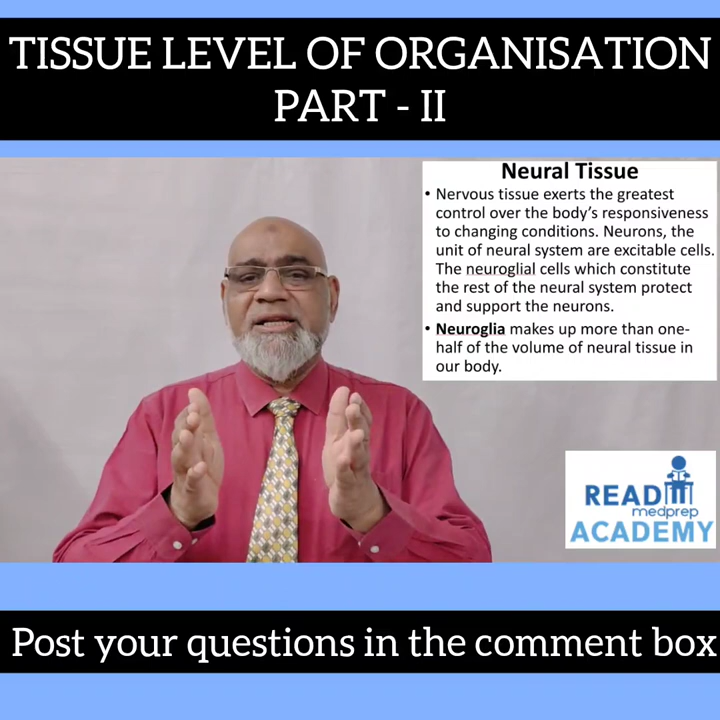 TISSUE LEVEL OF ORGANISATION
PART - II
Neural Tissue
• Nervous tissue exerts the greatest
control over the body's responsiveness
to changing conditions. Neurons, the
unit of neural system are excitable cells.
The neuroglial cells which constitute
the rest of the neural system protect
and support the neurons.
• Neuroglia makes up more than one-
half of the volume of neural tissue in
our body.
READ
medprep
ACADEMY
Post your questions in the comment box